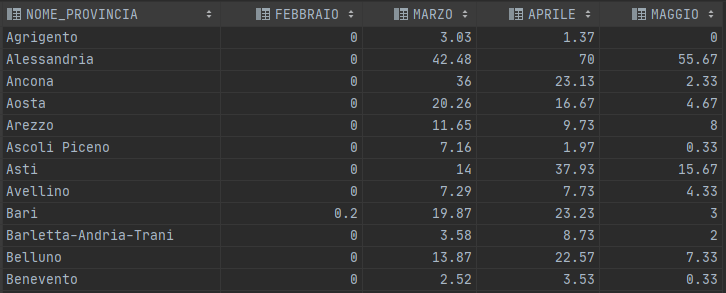 NOME_PROVINCIA FEBBRAIO MARZO APRILE MAGGIO
Agrigento 0 3.03 1.37 0
Alessandria 0 42.48 70 55.67
Ancona 0 36 23.13 2.33
Aosta 0 20.26 16.67 4.67
Arezzo 0 11.65 9.73 8
Ascoli Piceno 0 7.16 1.97 0.33
Asti 0 14 37.93 15.67
Avellino 0 7.29 7.73 4.33
Bari 0.2 19.87 23.23 3
Barletta-Andria-Trani 0 3.58 8.73 2
Belluno 0 13.87 22.57 7.33
Benevento 0 2.52 3.53 0.33